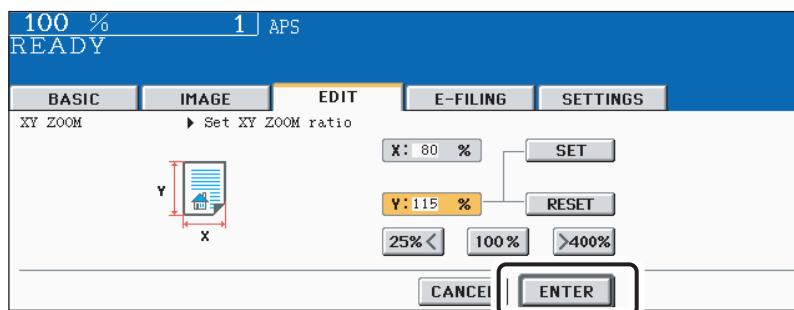 100 % 1 APS
READY
BASIC IMAGE EDIT E-FILING SETTINGS
XY ZOOM ▶ Set XY ZOOM ratio
X: 80 % SET
Y
Y:115 % RESET
X
25%< 100% >400%
CANCEL ENTER